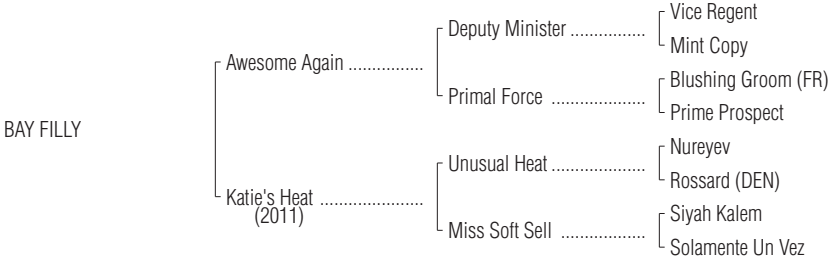 Vice Regent
Deputy Minister ................
Mint Copy
Awesome Again ................
Blushing Groom (FR)
Primal Force ....................
Prime Prospect
BAY FILLY
Nureyev
Unusual Heat ....................
Rossard (DEN)
Katie's Heat ......................
(2011)
Siyah Kalem
Miss Soft Sell ..................
Solamente Un Vez